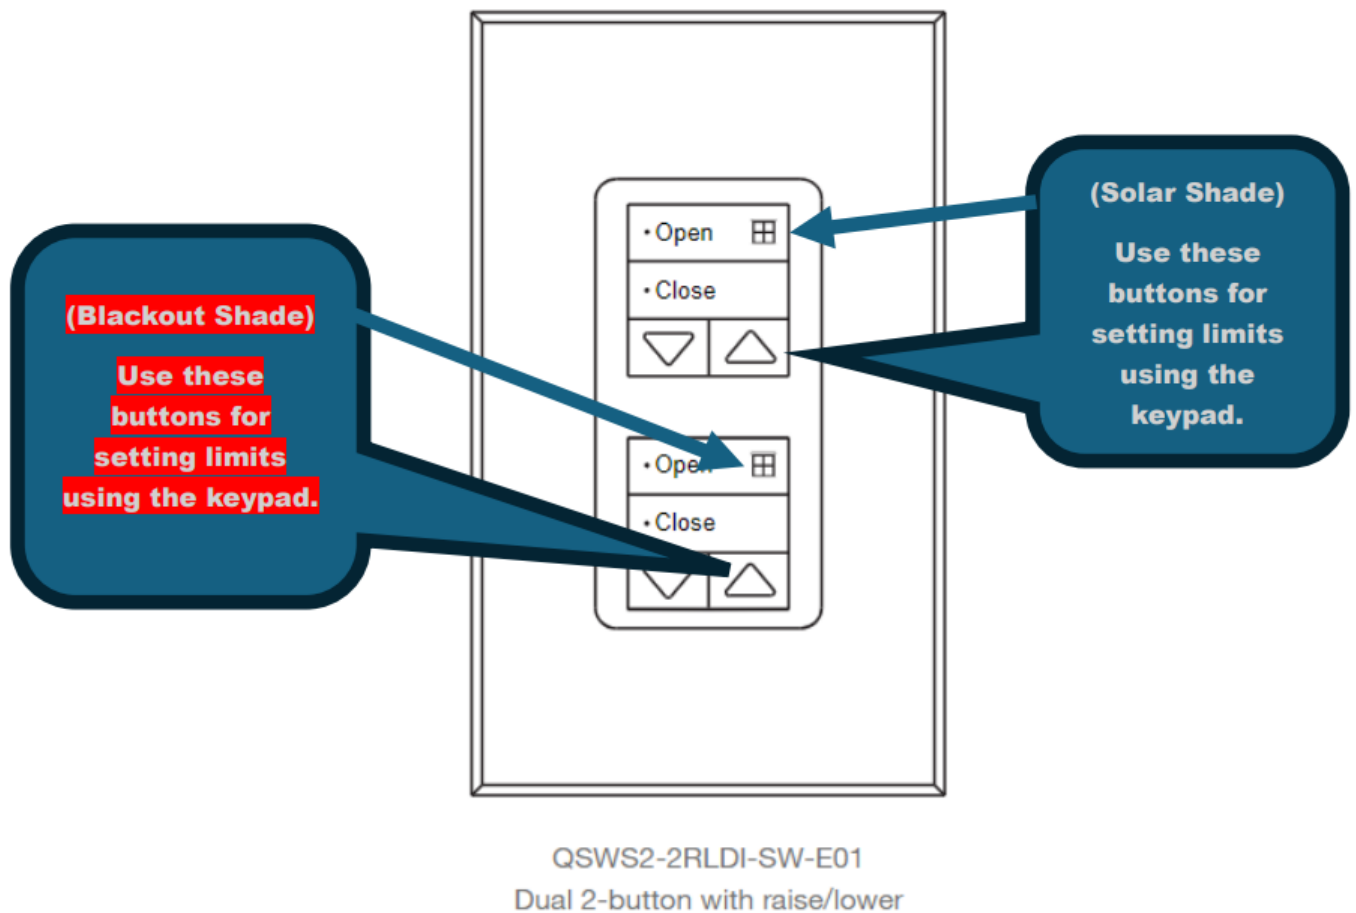 (Blackout Shade)
Use these
buttons for
setting limits
using the keypad.
• Open
• Close
• Open
• Close
(Solar Shade)
Use these
buttons for
setting limits
using the
keypad.
QSWS2-2RLDI-SW-E01
Dual 2-button with raise/lower